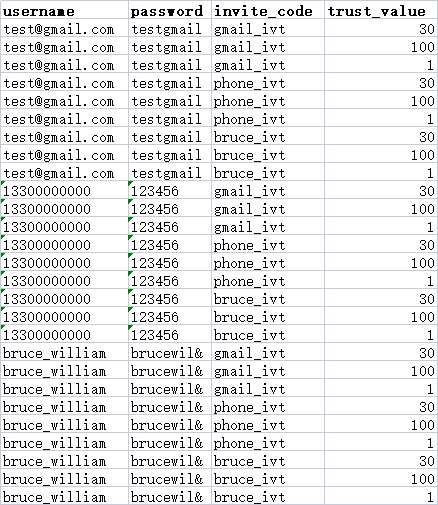 username password invite_code trust_value
test@gmail.com testgmail gmail_ivt 30
test@gmail.com testgmail gmail_ivt 100
test@gmail.com testgmail gmail_ivt 1
test@gmail.com testgmail phone_ivt 30
test@gmail.com testgmail phone_ivt 100
test@gmail.com testgmail phone_ivt 1
test@gmail.com testgmail bruce_ivt 30
test@gmail.com testgmail bruce_ivt 100
test@gmail.com testgmail bruce_ivt 1
13300000000 123456 gmail_ivt 30
13300000000 123456 gmail_ivt 100
13300000000 123456 gmail_ivt 1
13300000000 123456 phone_ivt 30
13300000000 123456 phone_ivt 100
13300000000 123456 phone_ivt 1
13300000000 123456 bruce_ivt 30
13300000000 123456 bruce_ivt 100
13300000000 123456 bruce_ivt 1
bruce_william brucewil& gmail_ivt 30
bruce_william brucewil& gmail_ivt 100
bruce_william brucewil& gmail_ivt 1
bruce_william brucewil& phone_ivt 30
bruce_william brucewil& phone_ivt 100
bruce_william brucewil& phone_ivt 1
bruce_william brucewil& bruce_ivt 30
bruce_william brucewil& bruce_ivt 100
bruce_william brucewil& bruce_ivt 1